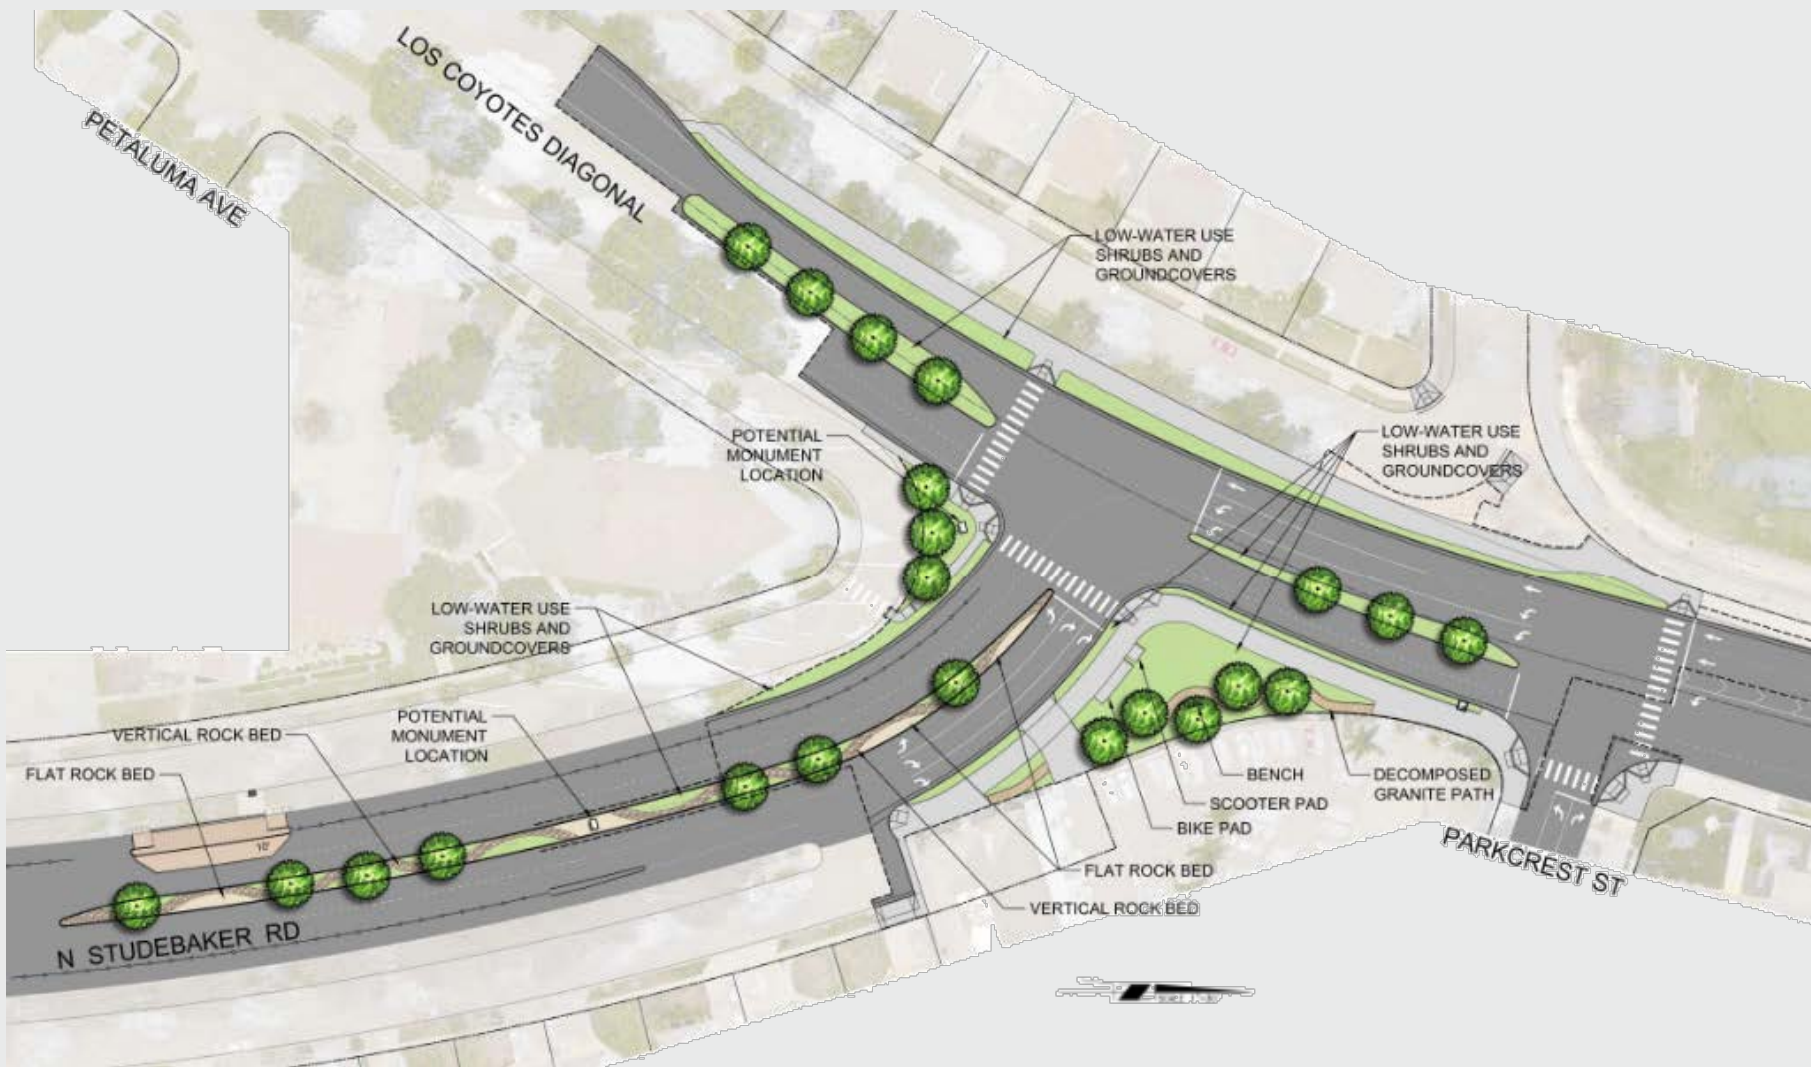 LOS COYOTES DIAGONAL
PETALUMA AVE
LOW-WATER USE
SHRUBS AND
GROUNDCOVERS
POTENTIAL
MONUMENT
LOCATION
LOW-WATER USE
SHRUBS AND
GROUNDCOVERS
LOW-WATER USE
SHRUBS AND
GROUNDCOVERS
POTENTIAL
MONUMENT
LOCATION
VERTICAL ROCK BED
FLAT ROCK BED
10'
BENCH
SCOOTER PAD
BIKE PAD
DECOMPOSED
GRANITE PATH
PARKCREST ST
FLAT ROCK BED
VERTICAL ROCK BED
N STUDEBAKER RD